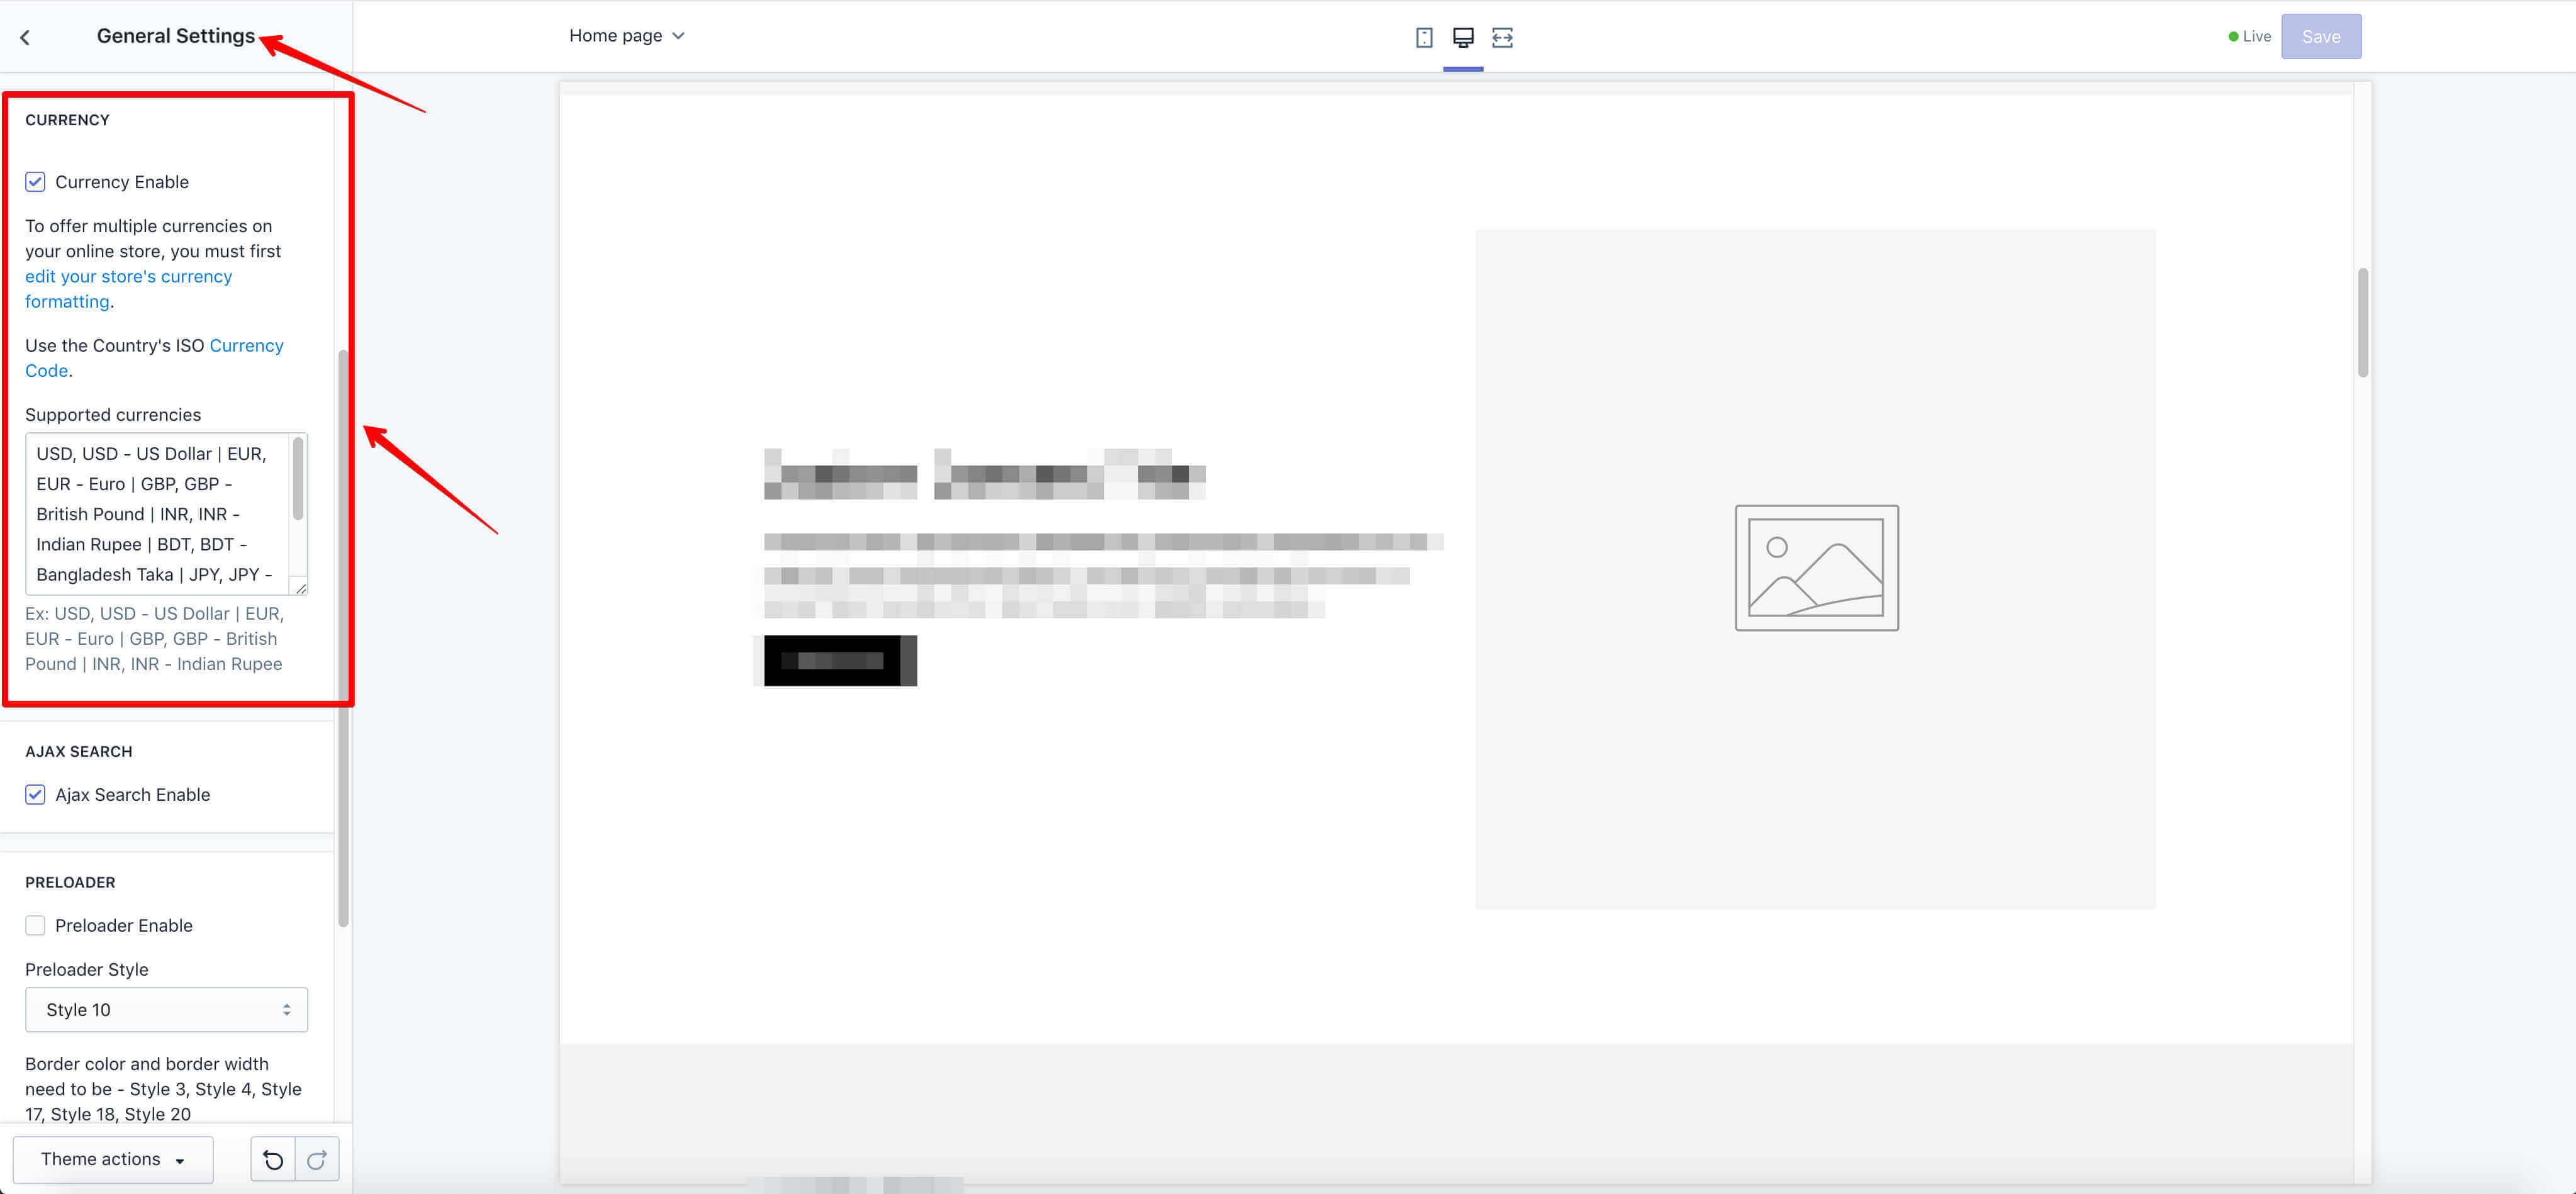 General Settings
Home page
Live
Save
CURRENCY
Currency Enable
To offer multiple currencies on
your online store, you must first
edit your store's currency
formatting.
Use the Country's ISO Currency
Code.
Supported currencies
USD, USD - US Dollar | EUR,
EUR - Euro | GBP, GBP -
British Pound | INR, INR -
Indian Rupee | BDT, BDT -
Bangladesh Taka | JPY, JPY -
Ex: USD, USD - US Dollar | EUR,
EUR - Euro | GBP, GBP - British
Pound | INR, INR - Indian Rupee
AJAX SEARCH
Ajax Search Enable
PRELOADER
Preloader Enable
Preloader Style
Style 10
Border color and border width
need to be - Style 3, Style 4, Style
17, Style 18, Style 20
Theme actions